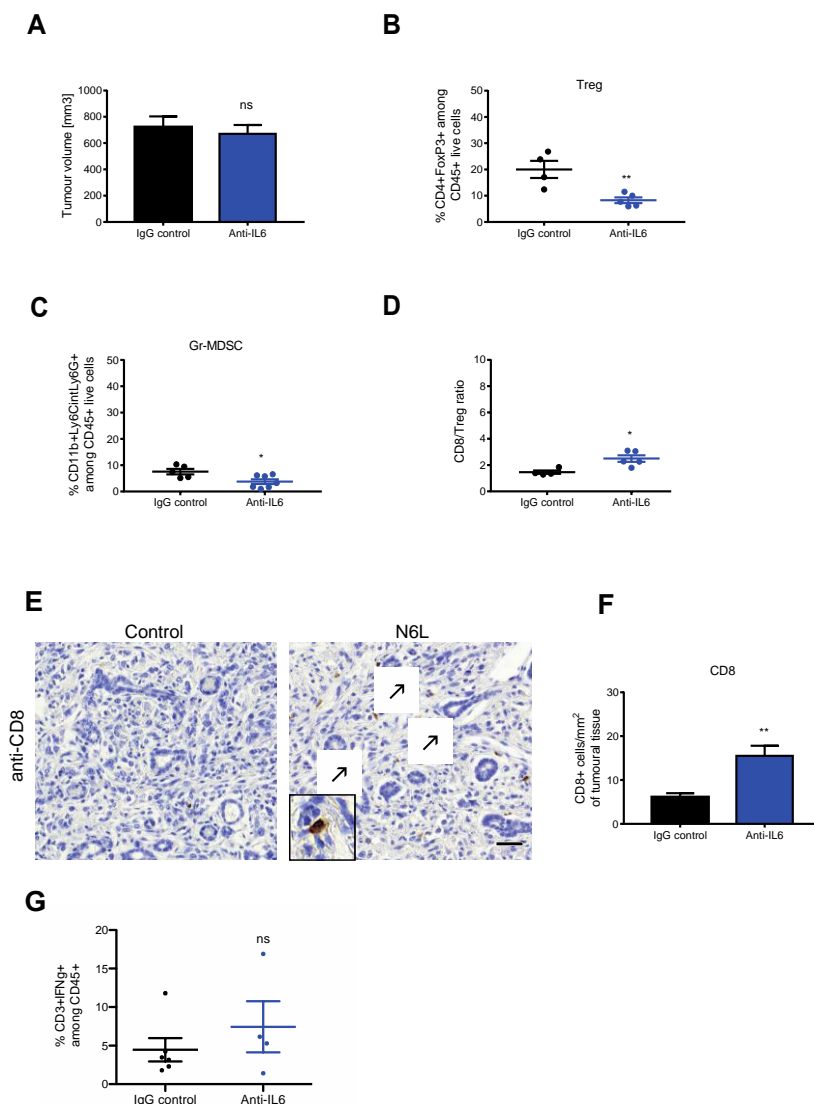 A
Tumour volume [mm3]
1000
800
600
400
200
0
ns
IgG control
Anti-IL6
B
Treg
% CD4+FoxP3+ among
CD45+ live cells
50
40
30
20
10
0
**
IgG control
Anti-IL6
C
Gr-MDSC
% CD11b+Ly6CintLy6G+
among CD45+ live cells
50
40
30
20
10
0
*
IgG control
Anti-IL6
D
CD8/Treg ratio
10
8
6
4
2
0
*
IgG control
Anti-IL6
E
Control
N6L
anti-CD8
F
CD8
CD8+ cells/mm²
of tumoural tissue
30
20
10
0
**
IgG control
Anti-IL6
G
% CD3+IFNg+
among CD45+
20
15
10
5
0
ns
IgG control
Anti-IL6